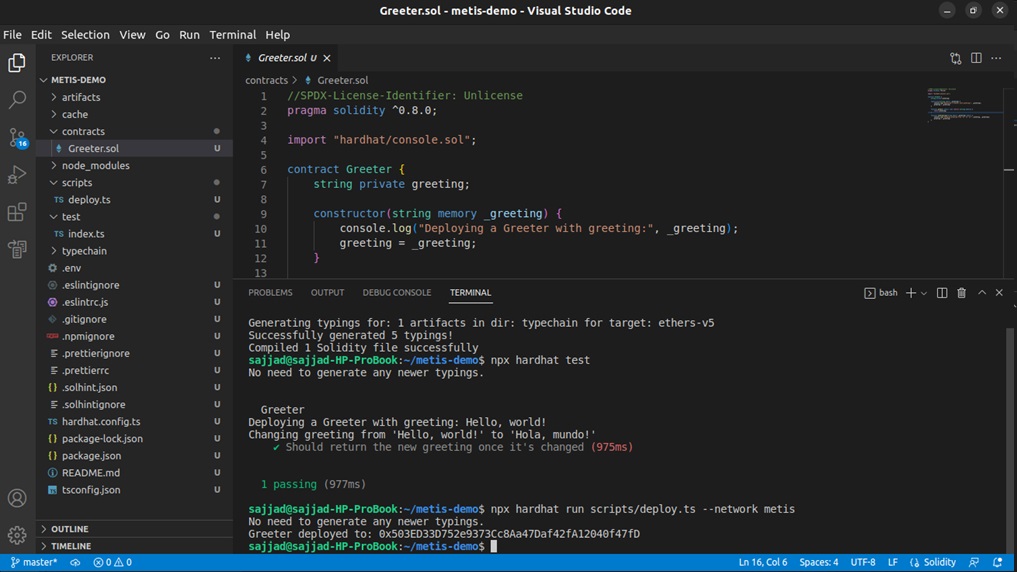 Greeter.sol - metis-demo - Visual Studio Code
File Edit Selection View Go Run Terminal Help
EXPLORER
METIS-DEMO
artifacts
cache
contracts
Greeter.sol U
node_modules
scripts
TS deploy.ts U
test
TS index.ts U
typechain
.env
.eslintignore U
.eslintrc.js U
.gitignore U
npm .npmignore U
.prettierignore U
.prettierrc U
{} .solhint.json U
.solhintignore U
TS hardhat.config.ts U
{} package-lock.json U
{} package.json U
README.md U
TS tsconfig.json U
OUTLINE
TIMELINE
16
Greeter.sol U
contracts > Greeter.sol
1 //SPDX-License-Identifier: Unlicense
2 pragma solidity ^0.8.0;
3
4 import "hardhat/console.sol";
5
6 contract Greeter {
7 string private greeting;
8
9 constructor(string memory _greeting) {
10 console.log("Deploying a Greeter with greeting:", _greeting);
11 greeting = _greeting;
12 }
13
PROBLEMS OUTPUT DEBUG CONSOLE TERMINAL
bash
Generating typings for: 1 artifacts in dir: typechain for target: ethers-v5
Successfully generated 5 typings!
Compiled 1 Solidity file successfully
sajjad@sajjad-HP-ProBook:~/metis-demo$ npx hardhat test
No need to generate any newer typings.
Greeter
Deploying a Greeter with greeting: Hello, world!
Changing greeting from 'Hello, world!' to 'Hola, mundo!'
✔ Should return the new greeting once it's changed (975ms)
1 passing (977ms)
sajjad@sajjad-HP-ProBook:~/metis-demo$ npx hardhat run scripts/deploy.ts --network metis
No need to generate any newer typings.
Greeter deployed to: 0x503ED33D752e9373Cc8Aa47Daf42fA12040f47fD
sajjad@sajjad-HP-ProBook:~/metis-demo$
master* 0 0 Ln 16, Col 6 Spaces: 4 UTF-8 LF Solidity